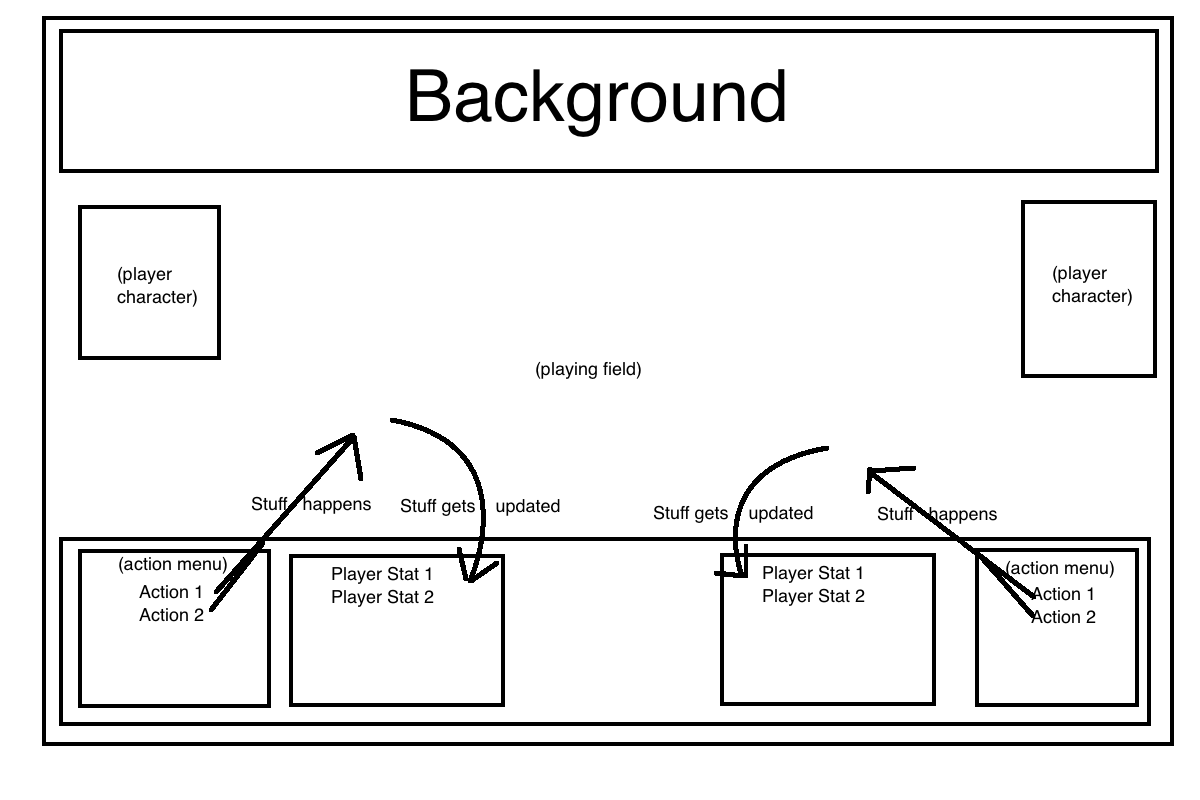 Background
(player
character)
(player
character)
(playing field)
Stuff happens
Stuff gets updated
Stuff gets updated
Stuff happens
(action menu)
Action 1
Action 2
Player Stat 1
Player Stat 2
Player Stat 1
Player Stat 2
(action menu)
Action 1
Action 2